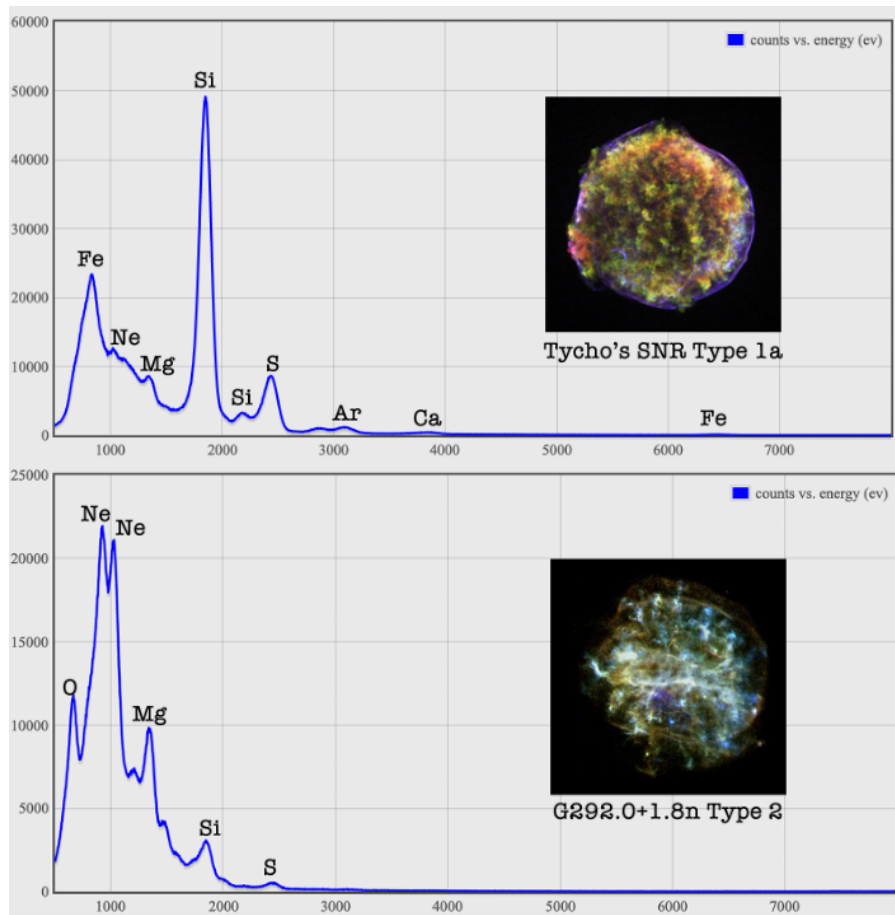 60000
counts vs. energy (ev)
50000
Si
40000
30000
Fe
20000
Ne
10000
Mg
Si
S
Ar
Ca
Fe
0
Tycho's SNR Type 1a
1000 2000 3000 4000 5000 6000 7000
25000
counts vs. energy (ev)
Ne Ne
20000
15000
O
Mg
10000
5000
Si
S
0
G292.0+1.8n Type 2
1000 2000 3000 4000 5000 6000 7000